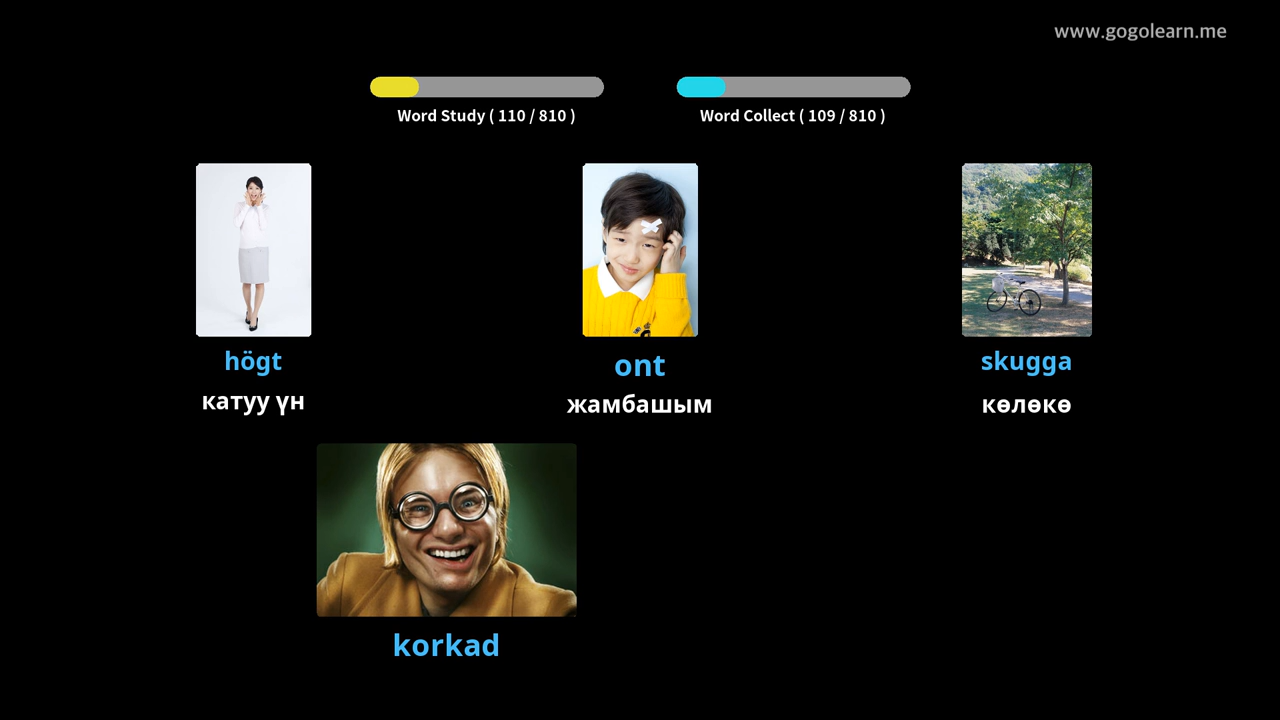 www.gogolearn.me
Word Study ( 110 / 810 )
Word Collect ( 109 / 810 )
högt
ont
skugga
катуу үн
жамбашым
көлөкө
korkad